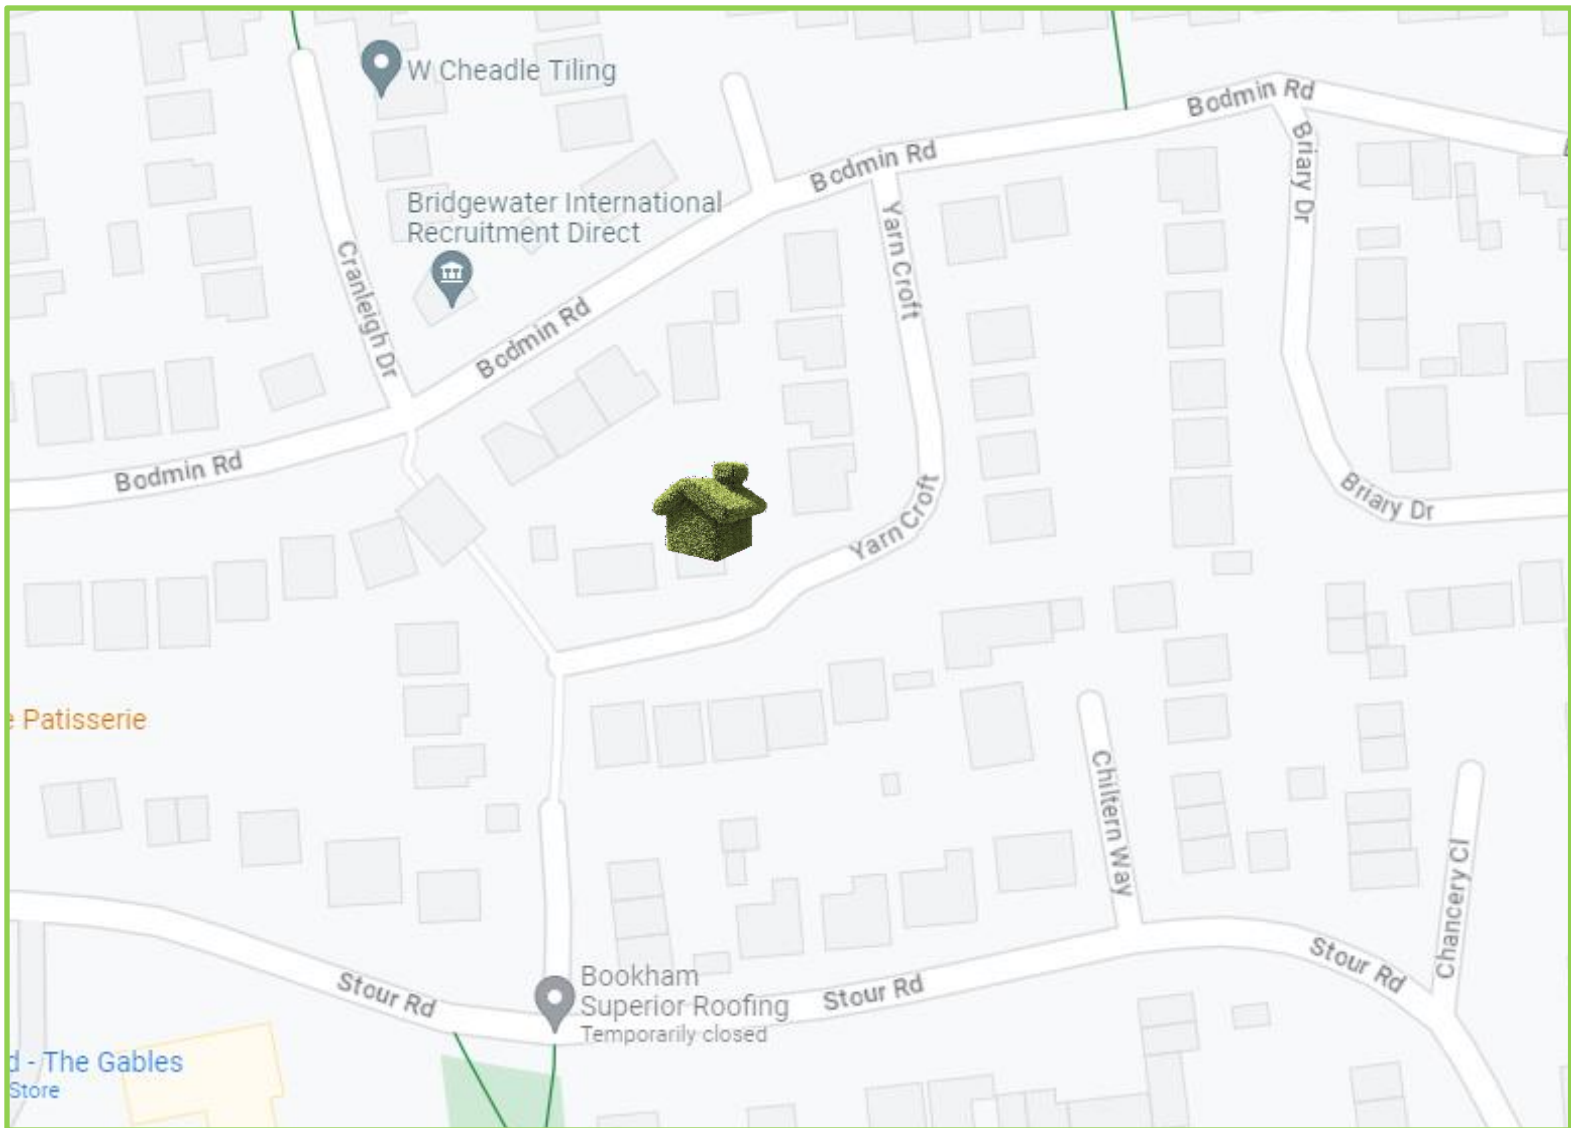 W Cheadle Tiling
Bodmin Rd
Bodmin Rd
Briary Dr
Bridgewater International
Recruitment Direct
Yarn Croft
Cranleigh Dr
Bodmin Rd
Bodmin Rd
Yarn Croft
Briary Dr
e Patisserie
Chiltern Way
Chancery Cl
Stour Rd
Stour Rd
Stour Rd
Bookham
Superior Roofing
Temporarily closed
d - The Gables
Store